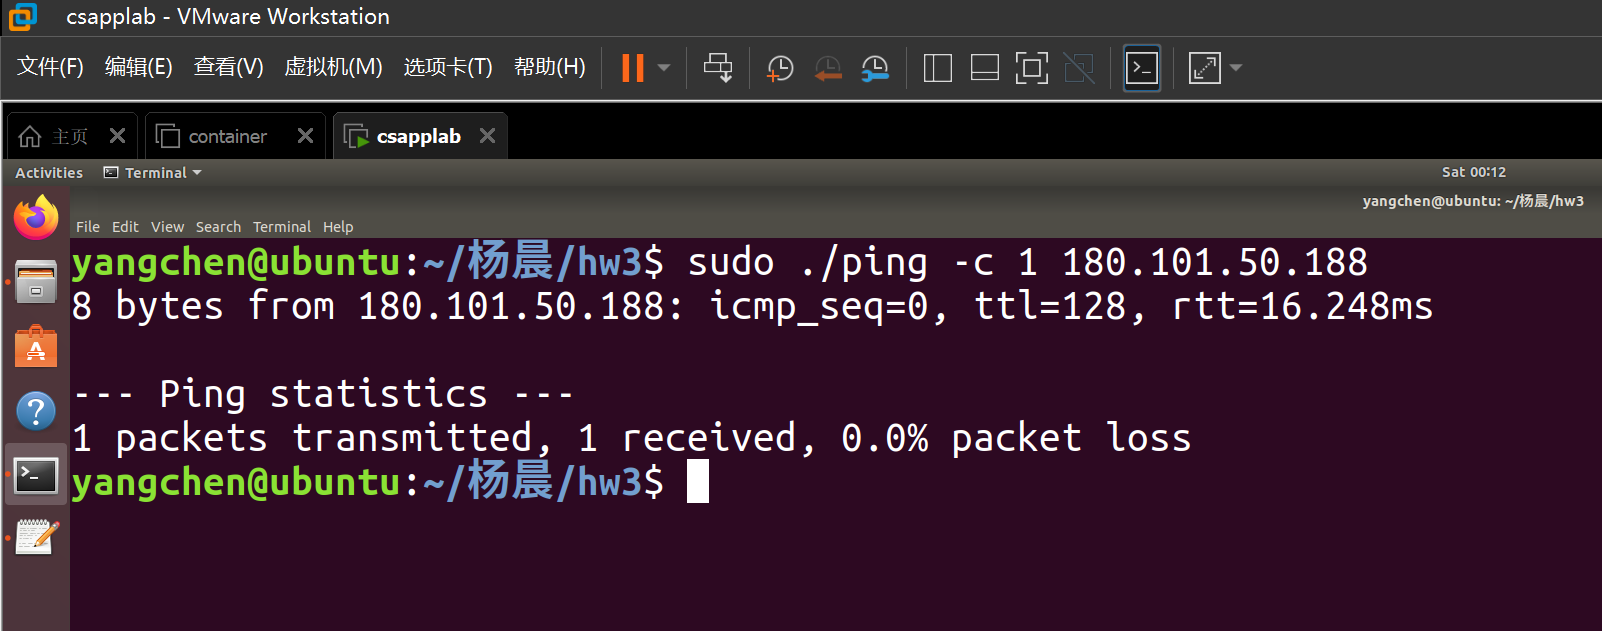 csapplab - VMware Workstation
文件(F) 编辑(E) 查看(V) 虚拟机(M) 选项卡(T) 帮助(H)
主页 container csapplab
Activities Terminal Sat 00:12
yangchen@ubuntu: ~/杨晨/hw3
File Edit View Search Terminal Help
yangchen@ubuntu:~/杨晨/hw3$ sudo ./ping -c 1 180.101.50.188
8 bytes from 180.101.50.188: icmp_seq=0, ttl=128, rtt=16.248ms
--- Ping statistics ---
1 packets transmitted, 1 received, 0.0% packet loss
yangchen@ubuntu:~/杨晨/hw3$